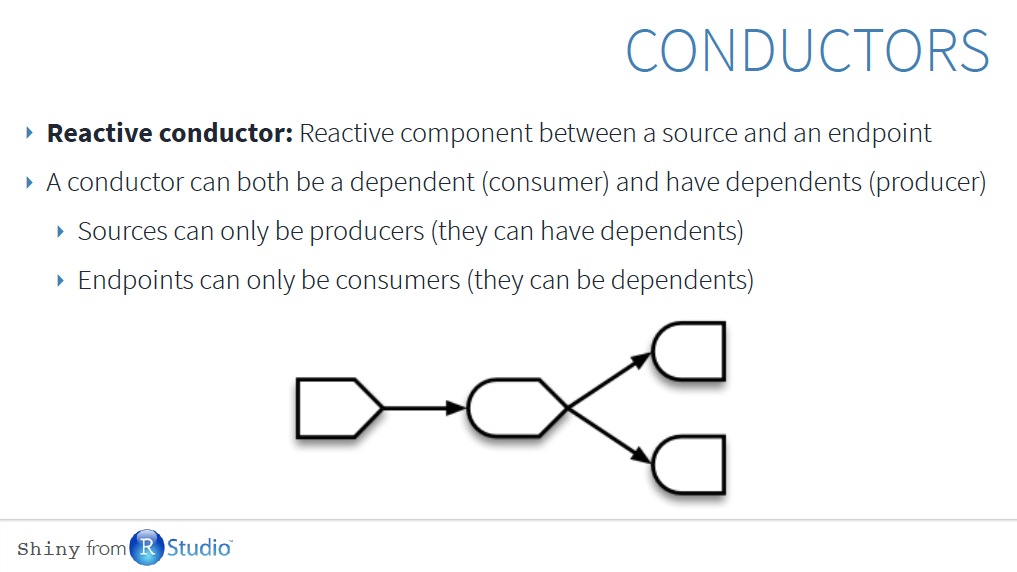 CONDUCTORS
Reactive conductor: Reactive component between a source and an endpoint
A conductor can both be a dependent (consumer) and have dependents (producer)
Sources can only be producers (they can have dependents)
Endpoints can only be consumers (they can be dependents)
Shiny from R Studio™